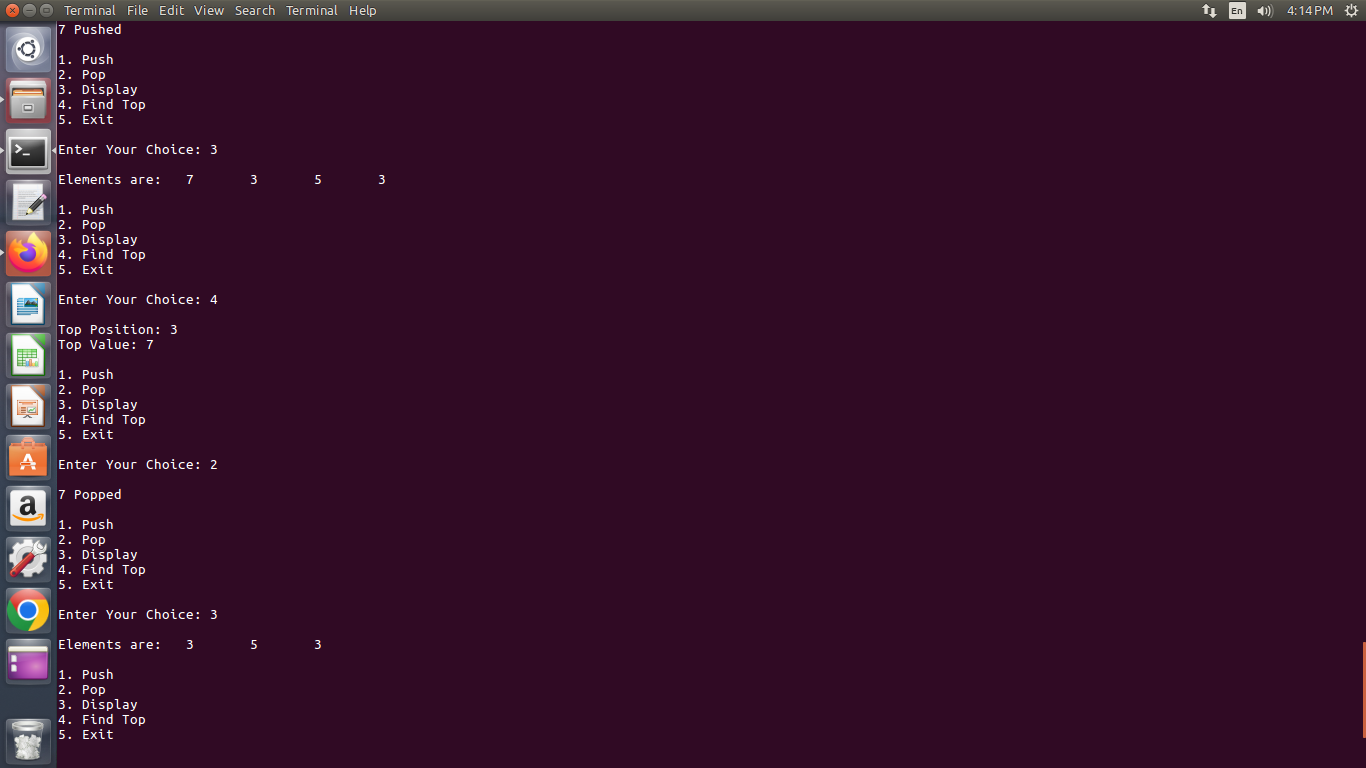 Terminal File Edit View Search Terminal Help En 4:14 PM
7 Pushed
1. Push
2. Pop
3. Display
4. Find Top
5. Exit
Enter Your Choice: 3
Elements are: 7 3 5 3
1. Push
2. Pop
3. Display
4. Find Top
5. Exit
Enter Your Choice: 4
Top Position: 3
Top Value: 7
1. Push
2. Pop
3. Display
4. Find Top
5. Exit
Enter Your Choice: 2
7 Popped
1. Push
2. Pop
3. Display
4. Find Top
5. Exit
Enter Your Choice: 3
Elements are: 3 5 3
1. Push
2. Pop
3. Display
4. Find Top
5. Exit